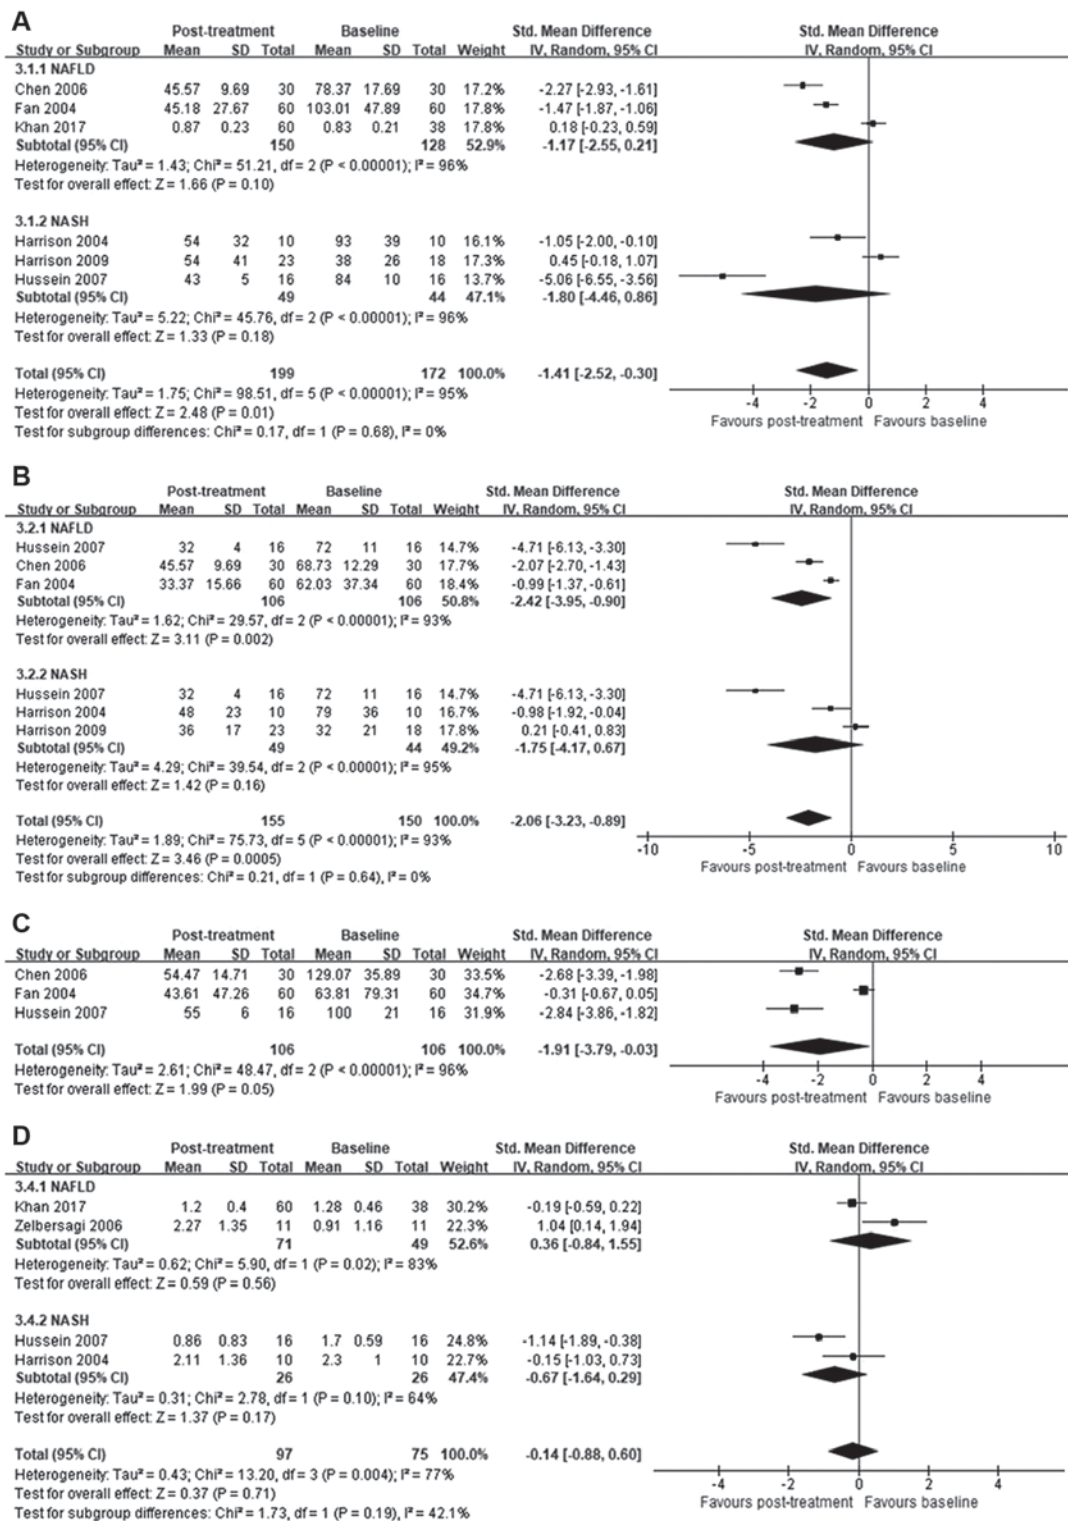 A
Post-treatment Baseline Std. Mean Difference Std. Mean Difference
Study or Subgroup Mean SD Total Mean SD Total Weight IV, Random, 95% CI IV, Random, 95% CI
3.1.1 NAFLD
Chen 2006 45.57 9.69 30 78.37 17.69 30 17.2% -2.27 [-2.93, -1.61]
Fan 2004 45.18 27.67 60 103.01 47.89 60 17.8% -1.47 [-1.87, -1.06]
Khan 2017 0.87 0.23 60 0.83 0.21 38 17.8% 0.18 [-0.23, 0.59]
Subtotal (95% CI) 150 128 52.9% -1.17 [-2.55, 0.21]
Heterogeneity: Tau² = 1.43; Chi² = 51.21, df = 2 (P < 0.00001); I² = 96%
Test for overall effect: Z = 1.66 (P = 0.10)
3.1.2 NASH
Harrison 2004 54 32 10 93 39 10 16.1% -1.05 [-2.00, -0.10]
Harrison 2009 54 41 23 38 26 18 17.3% 0.45 [-0.18, 1.07]
Hussein 2007 43 5 16 84 10 16 13.7% -5.06 [-6.55, -3.56]
Subtotal (95% CI) 49 44 47.1% -1.80 [-4.46, 0.86]
Heterogeneity: Tau² = 5.22; Chi² = 45.76, df = 2 (P < 0.00001); I² = 96%
Test for overall effect: Z = 1.33 (P = 0.18)
Total (95% CI) 199 172 100.0% -1.41 [-2.52, -0.30]
Heterogeneity: Tau² = 1.75; Chi² = 98.51, df = 5 (P < 0.00001); I² = 95%
Test for overall effect: Z = 2.48 (P = 0.01)
Test for subgroup differences: Chi² = 0.17, df = 1 (P = 0.68), I² = 0%
-4 -2 0 2 4
Favours post-treatment Favours baseline
B
Post-treatment Baseline Std. Mean Difference Std. Mean Difference
Study or Subgroup Mean SD Total Mean SD Total Weight IV, Random, 95% CI IV, Random, 95% CI
3.2.1 NAFLD
Hussein 2007 32 4 16 72 11 16 14.7% -4.71 [-6.13, -3.30]
Chen 2006 45.57 9.69 30 68.73 12.29 30 17.7% -2.07 [-2.70, -1.43]
Fan 2004 33.37 15.66 60 62.03 37.34 60 18.4% -0.99 [-1.37, -0.61]
Subtotal (95% CI) 106 106 50.8% -2.42 [-3.95, -0.90]
Heterogeneity: Tau² = 1.62; Chi² = 29.57, df = 2 (P < 0.00001); I² = 93%
Test for overall effect: Z = 3.11 (P = 0.002)
3.2.2 NASH
Hussein 2007 32 4 16 72 11 16 14.7% -4.71 [-6.13, -3.30]
Harrison 2004 48 23 10 79 36 10 16.7% -0.98 [-1.92, -0.04]
Harrison 2009 36 17 23 32 21 18 17.8% 0.21 [-0.41, 0.83]
Subtotal (95% CI) 49 44 49.2% -1.75 [-4.17, 0.67]
Heterogeneity: Tau² = 4.29; Chi² = 39.54, df = 2 (P < 0.00001); I² = 95%
Test for overall effect: Z = 1.42 (P = 0.16)
Total (95% CI) 155 150 100.0% -2.06 [-3.23, -0.89]
Heterogeneity: Tau² = 1.89; Chi² = 75.73, df = 5 (P < 0.00001); I² = 93%
Test for overall effect: Z = 3.46 (P = 0.0005)
Test for subgroup differences: Chi² = 0.21, df = 1 (P = 0.64), I² = 0%
-10 -5 0 5 10
Favours post-treatment Favours baseline
C
Post-treatment Baseline Std. Mean Difference Std. Mean Difference
Study or Subgroup Mean SD Total Mean SD Total Weight IV, Random, 95% CI IV, Random, 95% CI
Chen 2006 54.47 14.71 30 129.07 35.89 30 33.5% -2.68 [-3.39, -1.98]
Fan 2004 43.61 47.26 60 63.81 79.31 60 34.7% -0.31 [-0.67, 0.05]
Hussein 2007 55 6 16 100 21 16 31.9% -2.84 [-3.86, -1.82]
Total (95% CI) 106 106 100.0% -1.91 [-3.79, -0.03]
Heterogeneity: Tau² = 2.61; Chi² = 48.47, df = 2 (P < 0.00001); I² = 96%
Test for overall effect: Z = 1.99 (P = 0.05)
-4 -2 0 2 4
Favours post-treatment Favours baseline
D
Post-treatment Baseline Std. Mean Difference Std. Mean Difference
Study or Subgroup Mean SD Total Mean SD Total Weight IV, Random, 95% CI IV, Random, 95% CI
3.4.1 NAFLD
Khan 2017 1.2 0.4 60 1.28 0.46 38 30.2% -0.19 [-0.59, 0.22]
Zelbersagi 2006 2.27 1.35 11 0.91 1.16 11 22.3% 1.04 [0.14, 1.94]
Subtotal (95% CI) 71 49 52.6% 0.36 [-0.84, 1.55]
Heterogeneity: Tau² = 0.62; Chi² = 5.90, df = 1 (P = 0.02); I² = 83%
Test for overall effect: Z = 0.59 (P = 0.56)
3.4.2 NASH
Hussein 2007 0.86 0.83 16 1.7 0.59 16 24.8% -1.14 [-1.89, -0.38]
Harrison 2004 2.11 1.36 10 2.3 1 10 22.7% -0.15 [-1.03, 0.73]
Subtotal (95% CI) 26 26 47.4% -0.67 [-1.64, 0.29]
Heterogeneity: Tau² = 0.31; Chi² = 2.78, df = 1 (P = 0.10); I² = 64%
Test for overall effect: Z = 1.37 (P = 0.17)
Total (95% CI) 97 75 100.0% -0.14 [-0.88, 0.60]
Heterogeneity: Tau² = 0.43; Chi² = 13.20, df = 3 (P = 0.004); I² = 77%
Test for overall effect: Z = 0.37 (P = 0.71)
Test for subgroup differences: Chi² = 1.73, df = 1 (P = 0.19), I² = 42.1%
-4 -2 0 2 4
Favours post-treatment Favours baseline